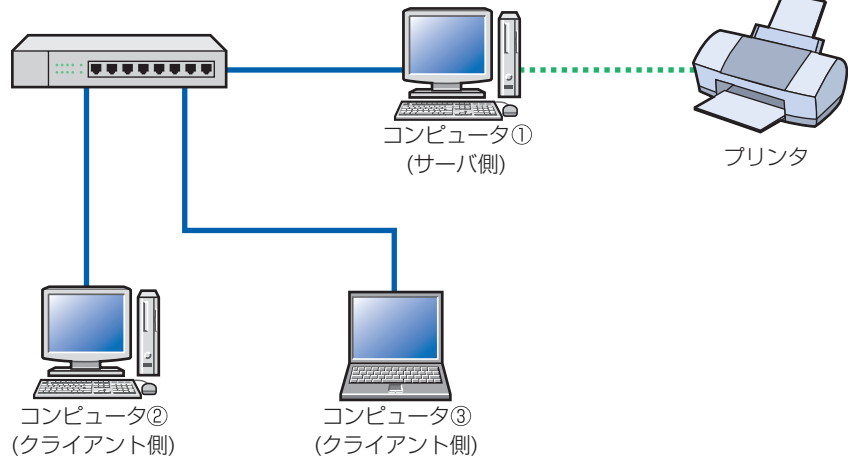 コンピュータ①
(サーバ側)
プリンタ
コンピュータ②
(クライアント側)
コンピュータ③
(クライアント側)